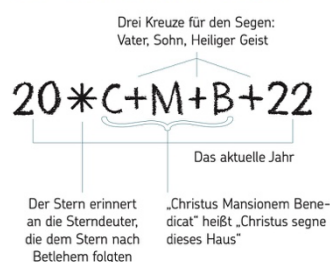 Drei Kreuze für den Segen:
Vater, Sohn, Heiliger Geist
20*C+M+B+22
Das aktuelle Jahr
Der Stern erinnert
an die Sterndeuter,
die dem Stern nach
Betlehem folgten
„Christus Mansionem Bene-
dicat" heißt „Christus segne
dieses Haus"